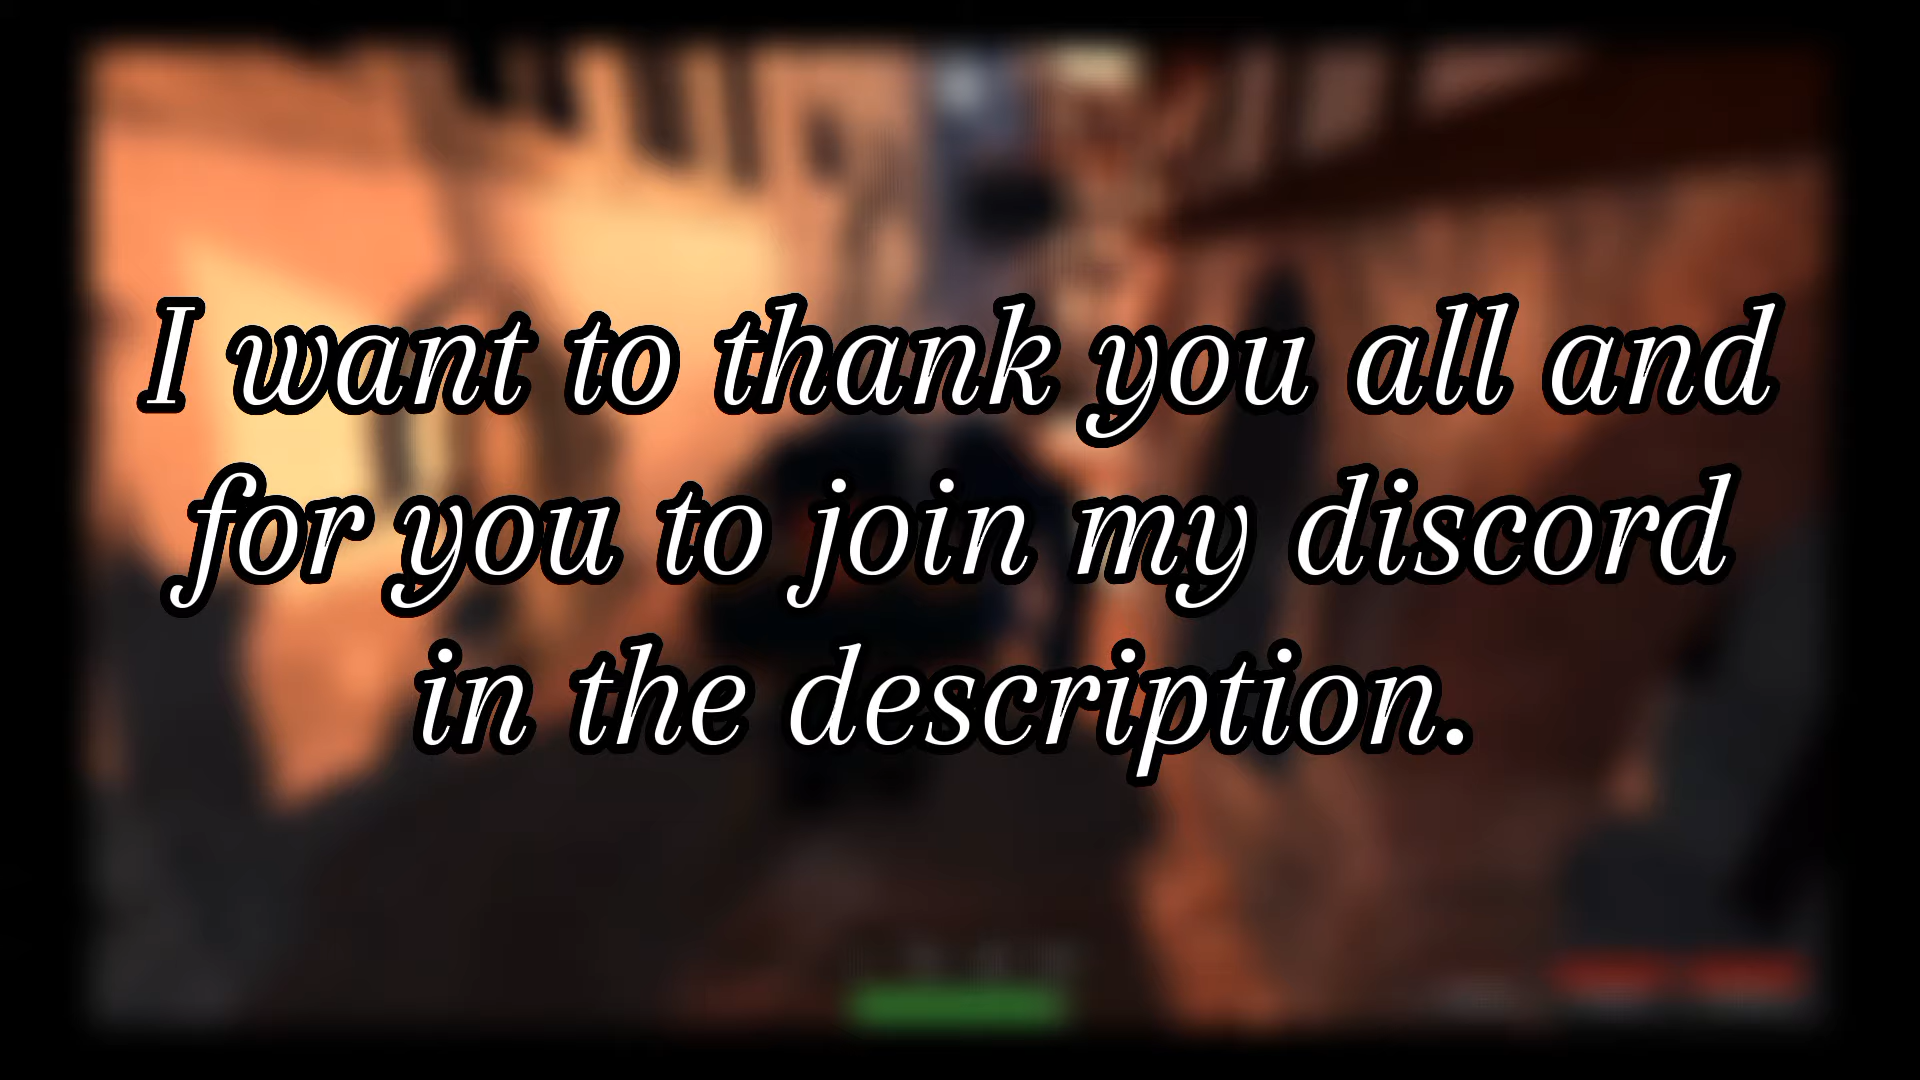 I want to thank you all and
for you to join my discord
in the description.